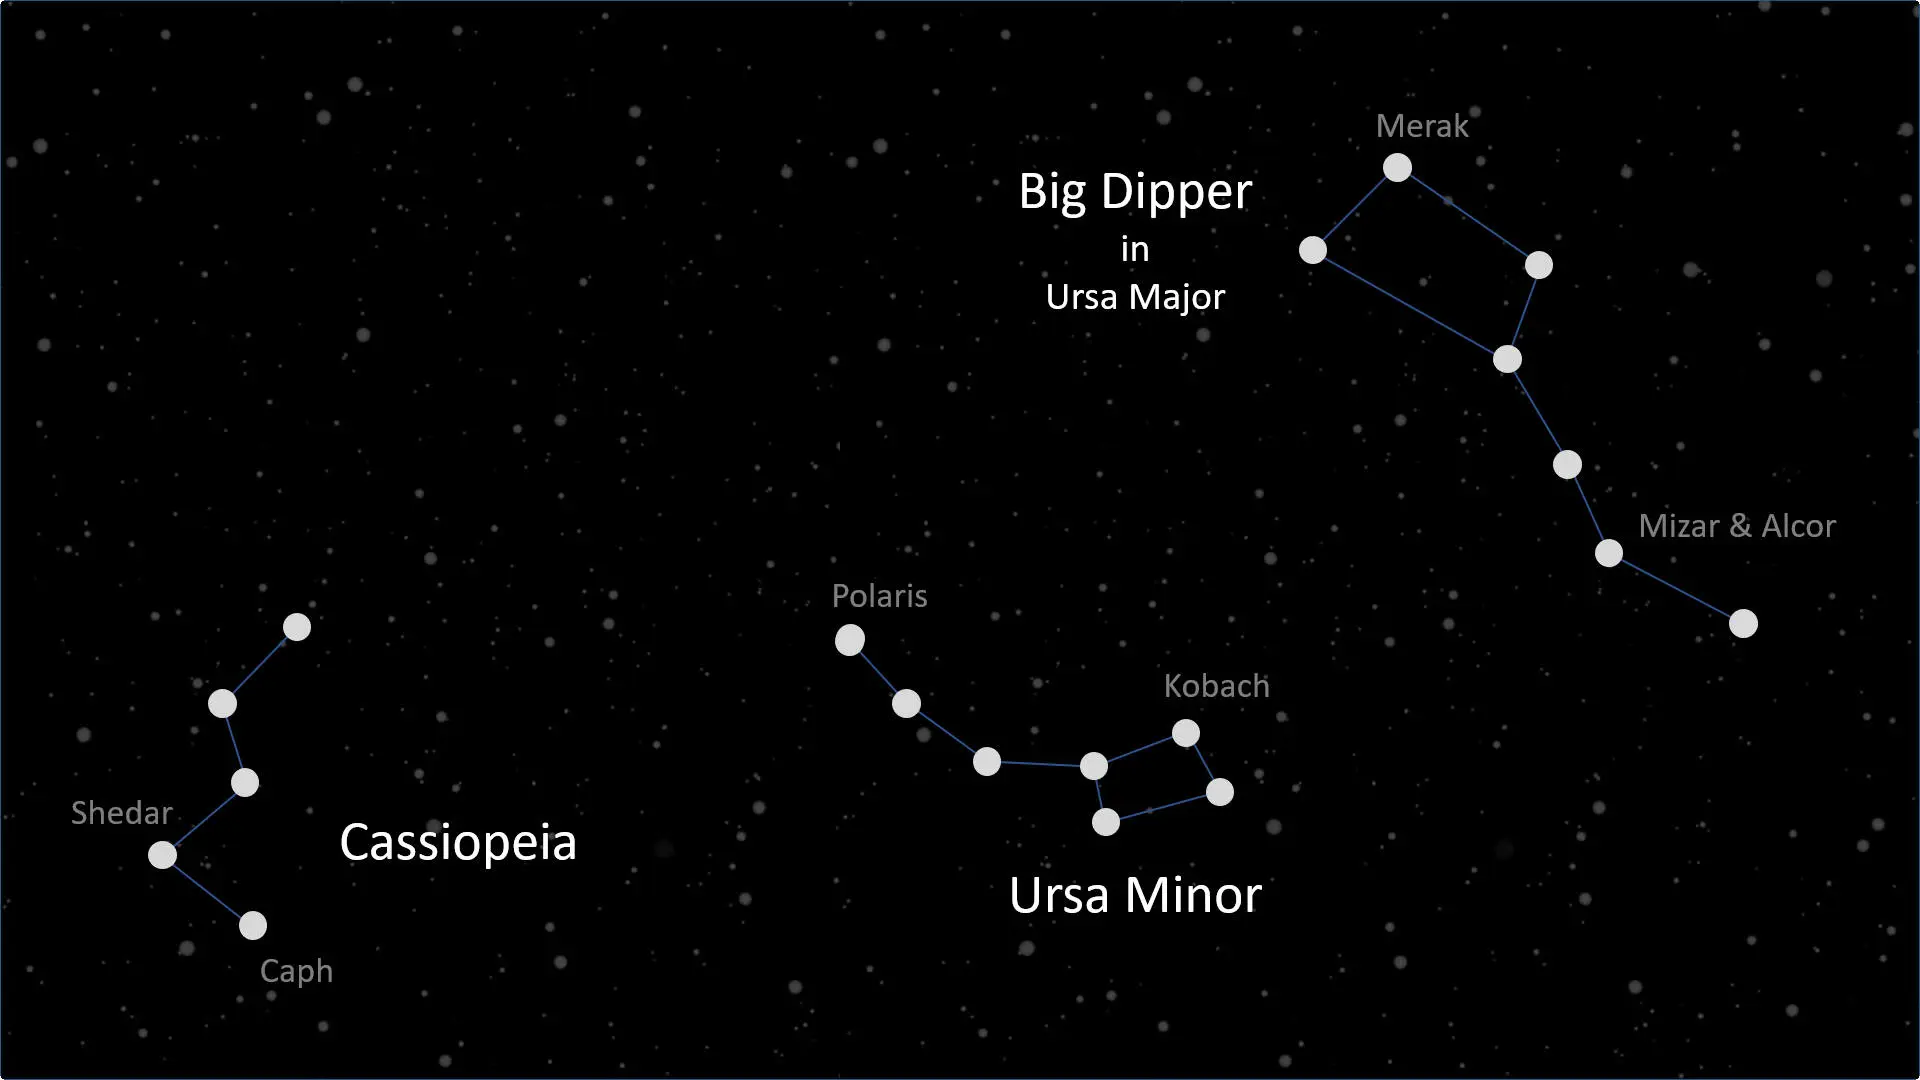 Merak
Big Dipper
in
Ursa Major
Mizar & Alcor
Polaris
Kobach
Shedar
Cassiopeia
Ursa Minor
Caph